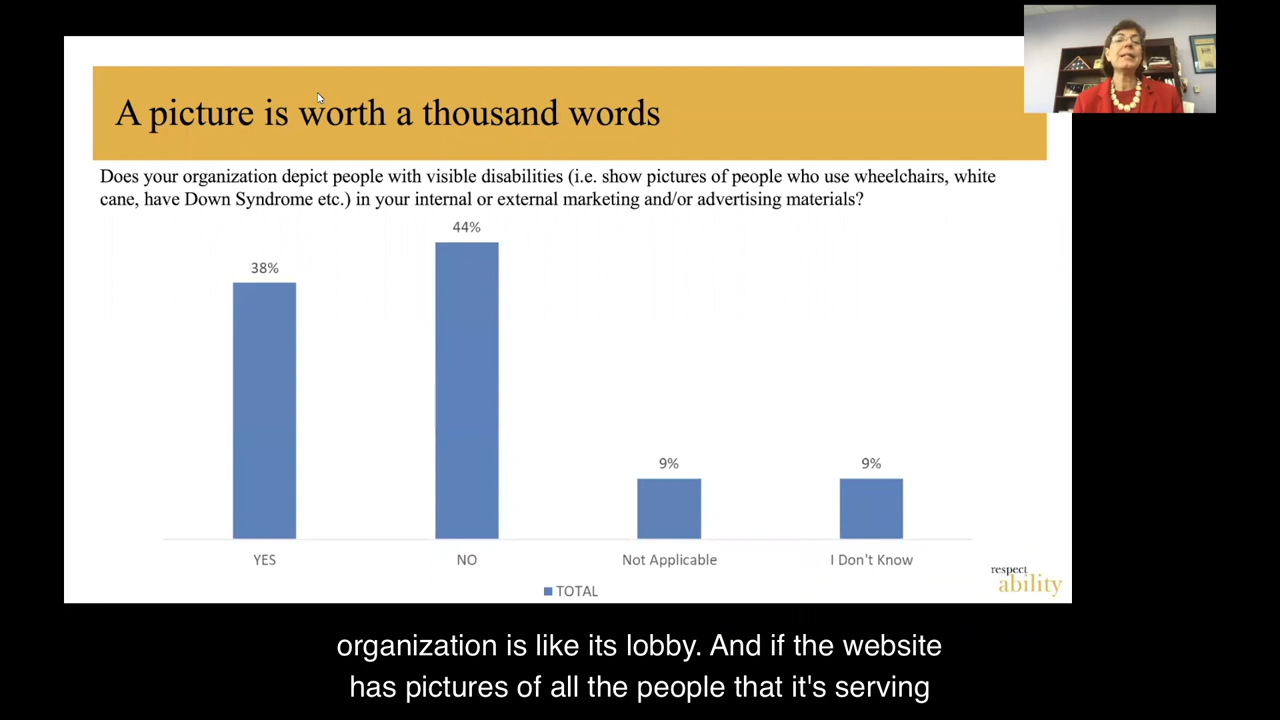 A picture is worth a thousand words
Does your organization depict people with visible disabilities (i.e. show pictures of people who use wheelchairs, white
cane, have Down Syndrome etc.) in your internal or external marketing and/or advertising materials?
44%
38%
9%
9%
YES
NO
Not Applicable
I Don't Know
TOTAL
respect
ability
organization is like its lobby. And if the website
has pictures of all the people that it's serving